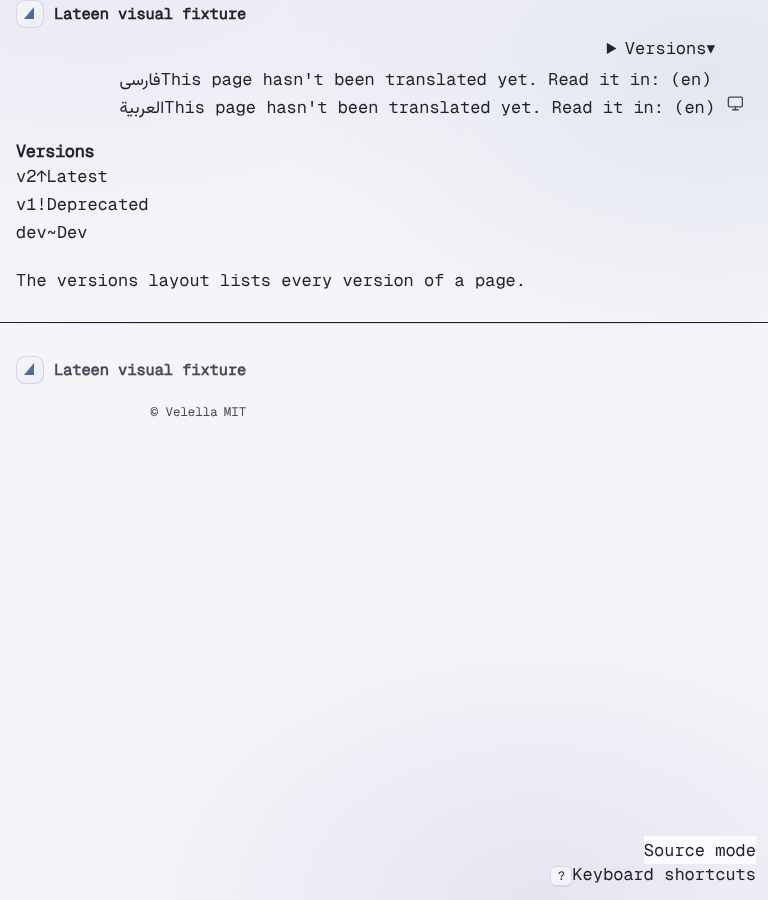 Lateen visual fixture
▶ Versions▾
فارسیThis page hasn't been translated yet. Read it in: (en)
العربيةThis page hasn't been translated yet. Read it in: (en)
Versions
v2↑Latest
v1!Deprecated
dev~Dev
The versions layout lists every version of a page.
Lateen visual fixture
© Velella MIT
Source mode
?Keyboard shortcuts